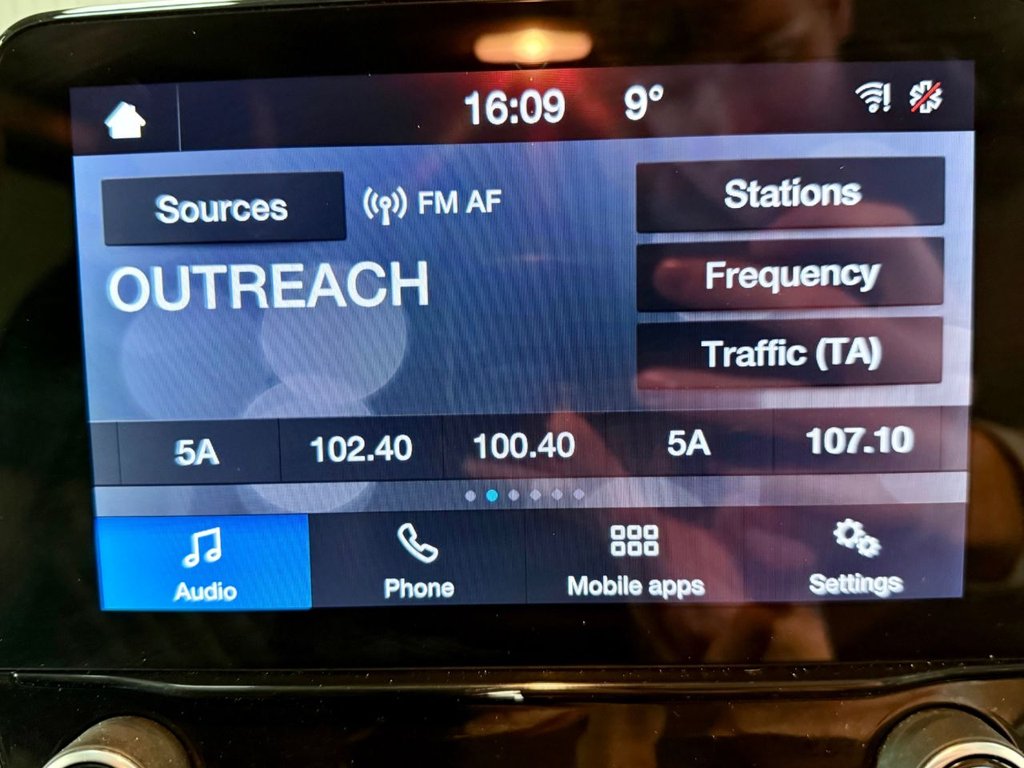 16:09 9°
Sources FM AF Stations
OUTREACH Frequency
Traffic (TA)
5A 102.40 100.40 5A 107.10
Audio Phone Mobile apps Settings